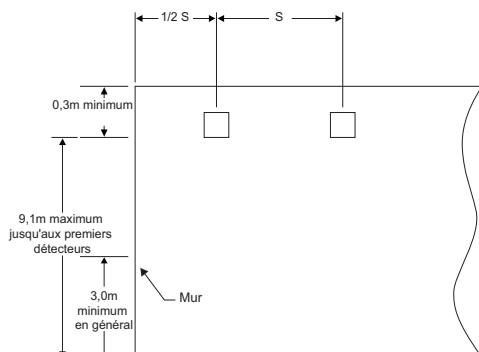 1/2 S
S
0,3m minimum
9,1m maximum
jusqu'aux premiers
détecteurs
3,0m
minimum
en général
Mur